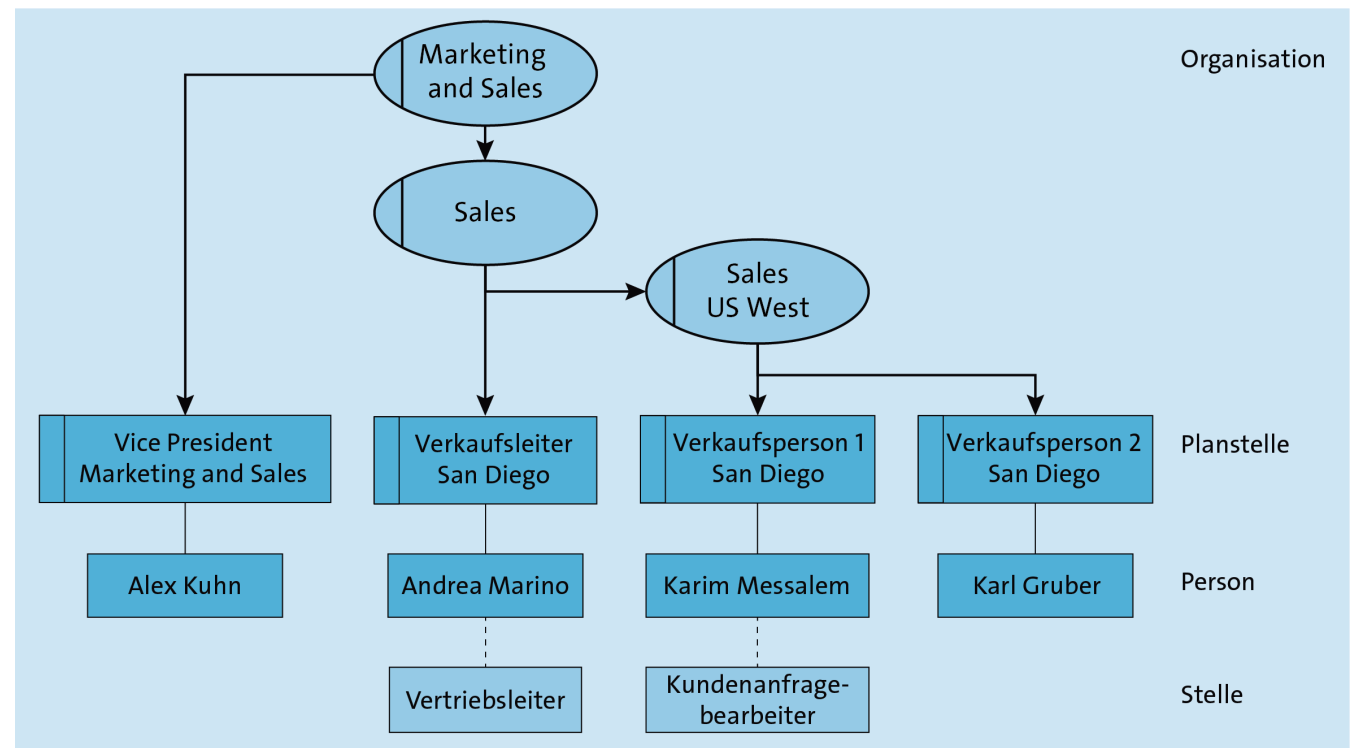 Marketing
and Sales
Organisation
Sales
Sales
US West
Vice President
Marketing and Sales
Verkaufsleiter
San Diego
Verkaufsperson 1
San Diego
Verkaufsperson 2
San Diego
Planstelle
Alex Kuhn
Andrea Marino
Karim Messalem
Karl Gruber
Person
Vertriebsleiter
Kundenanfrage-
bearbeiter
Stelle